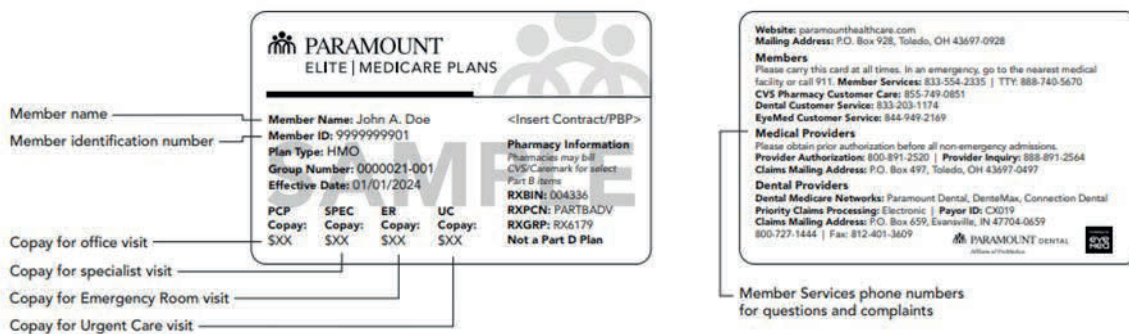 PARAMOUNT
ELITE | MEDICARE PLANS
Member name
Member identification number
Copay for office visit
Copay for specialist visit
Copay for Emergency Room visit
Copay for Urgent Care visit
Member Name: John A. Doe
Member ID: 9999999901
Plan Type: HMO
Group Number: 0000021-001
Effective Date: 01/01/2024
PCP SPEC ER UC
Copay: Copay: Copay: Copay:
$XX $XX $XX $XX
<Insert Contract/PBP>
Pharmacy Information
Pharmacies may bill
CVS/Caremark for select
Part B items
RXBIN: 004336
RXPCN: PARTBADV
RXGRP: RX6179
Not a Part D Plan
SAMPLE
Website: paramounthealthcare.com
Mailing Address: P.O. Box 928, Toledo, OH 43697-0928
Members
Please carry this card at all times. In an emergency, go to the nearest medical
facility or call 911. Member Services: 833-554-2335 | TTY: 888-740-5670
CVS Pharmacy Customer Care: 855-749-0851
Dental Customer Service: 833-203-1174
EyeMed Customer Service: 844-949-2169
Medical Providers
Please obtain prior authorization before all non-emergency admissions.
Provider Authorization: 800-891-2520 | Provider Inquiry: 888-891-2564
Claims Mailing Address: P.O. Box 497, Toledo, OH 43697-0497
Dental Providers
Dental Medicare Networks: Paramount Dental, DenteMax, Connection Dental
Priority Claims Processing: Electronic | Payor ID: CX019
Claims Mailing Address: P.O. Box 659, Evansville, IN 47704-0659
800-727-1444 | Fax: 812-401-3609
PARAMOUNT DENTAL
Affiliate of ProMedica
eye
med
Member Services phone numbers
for questions and complaints